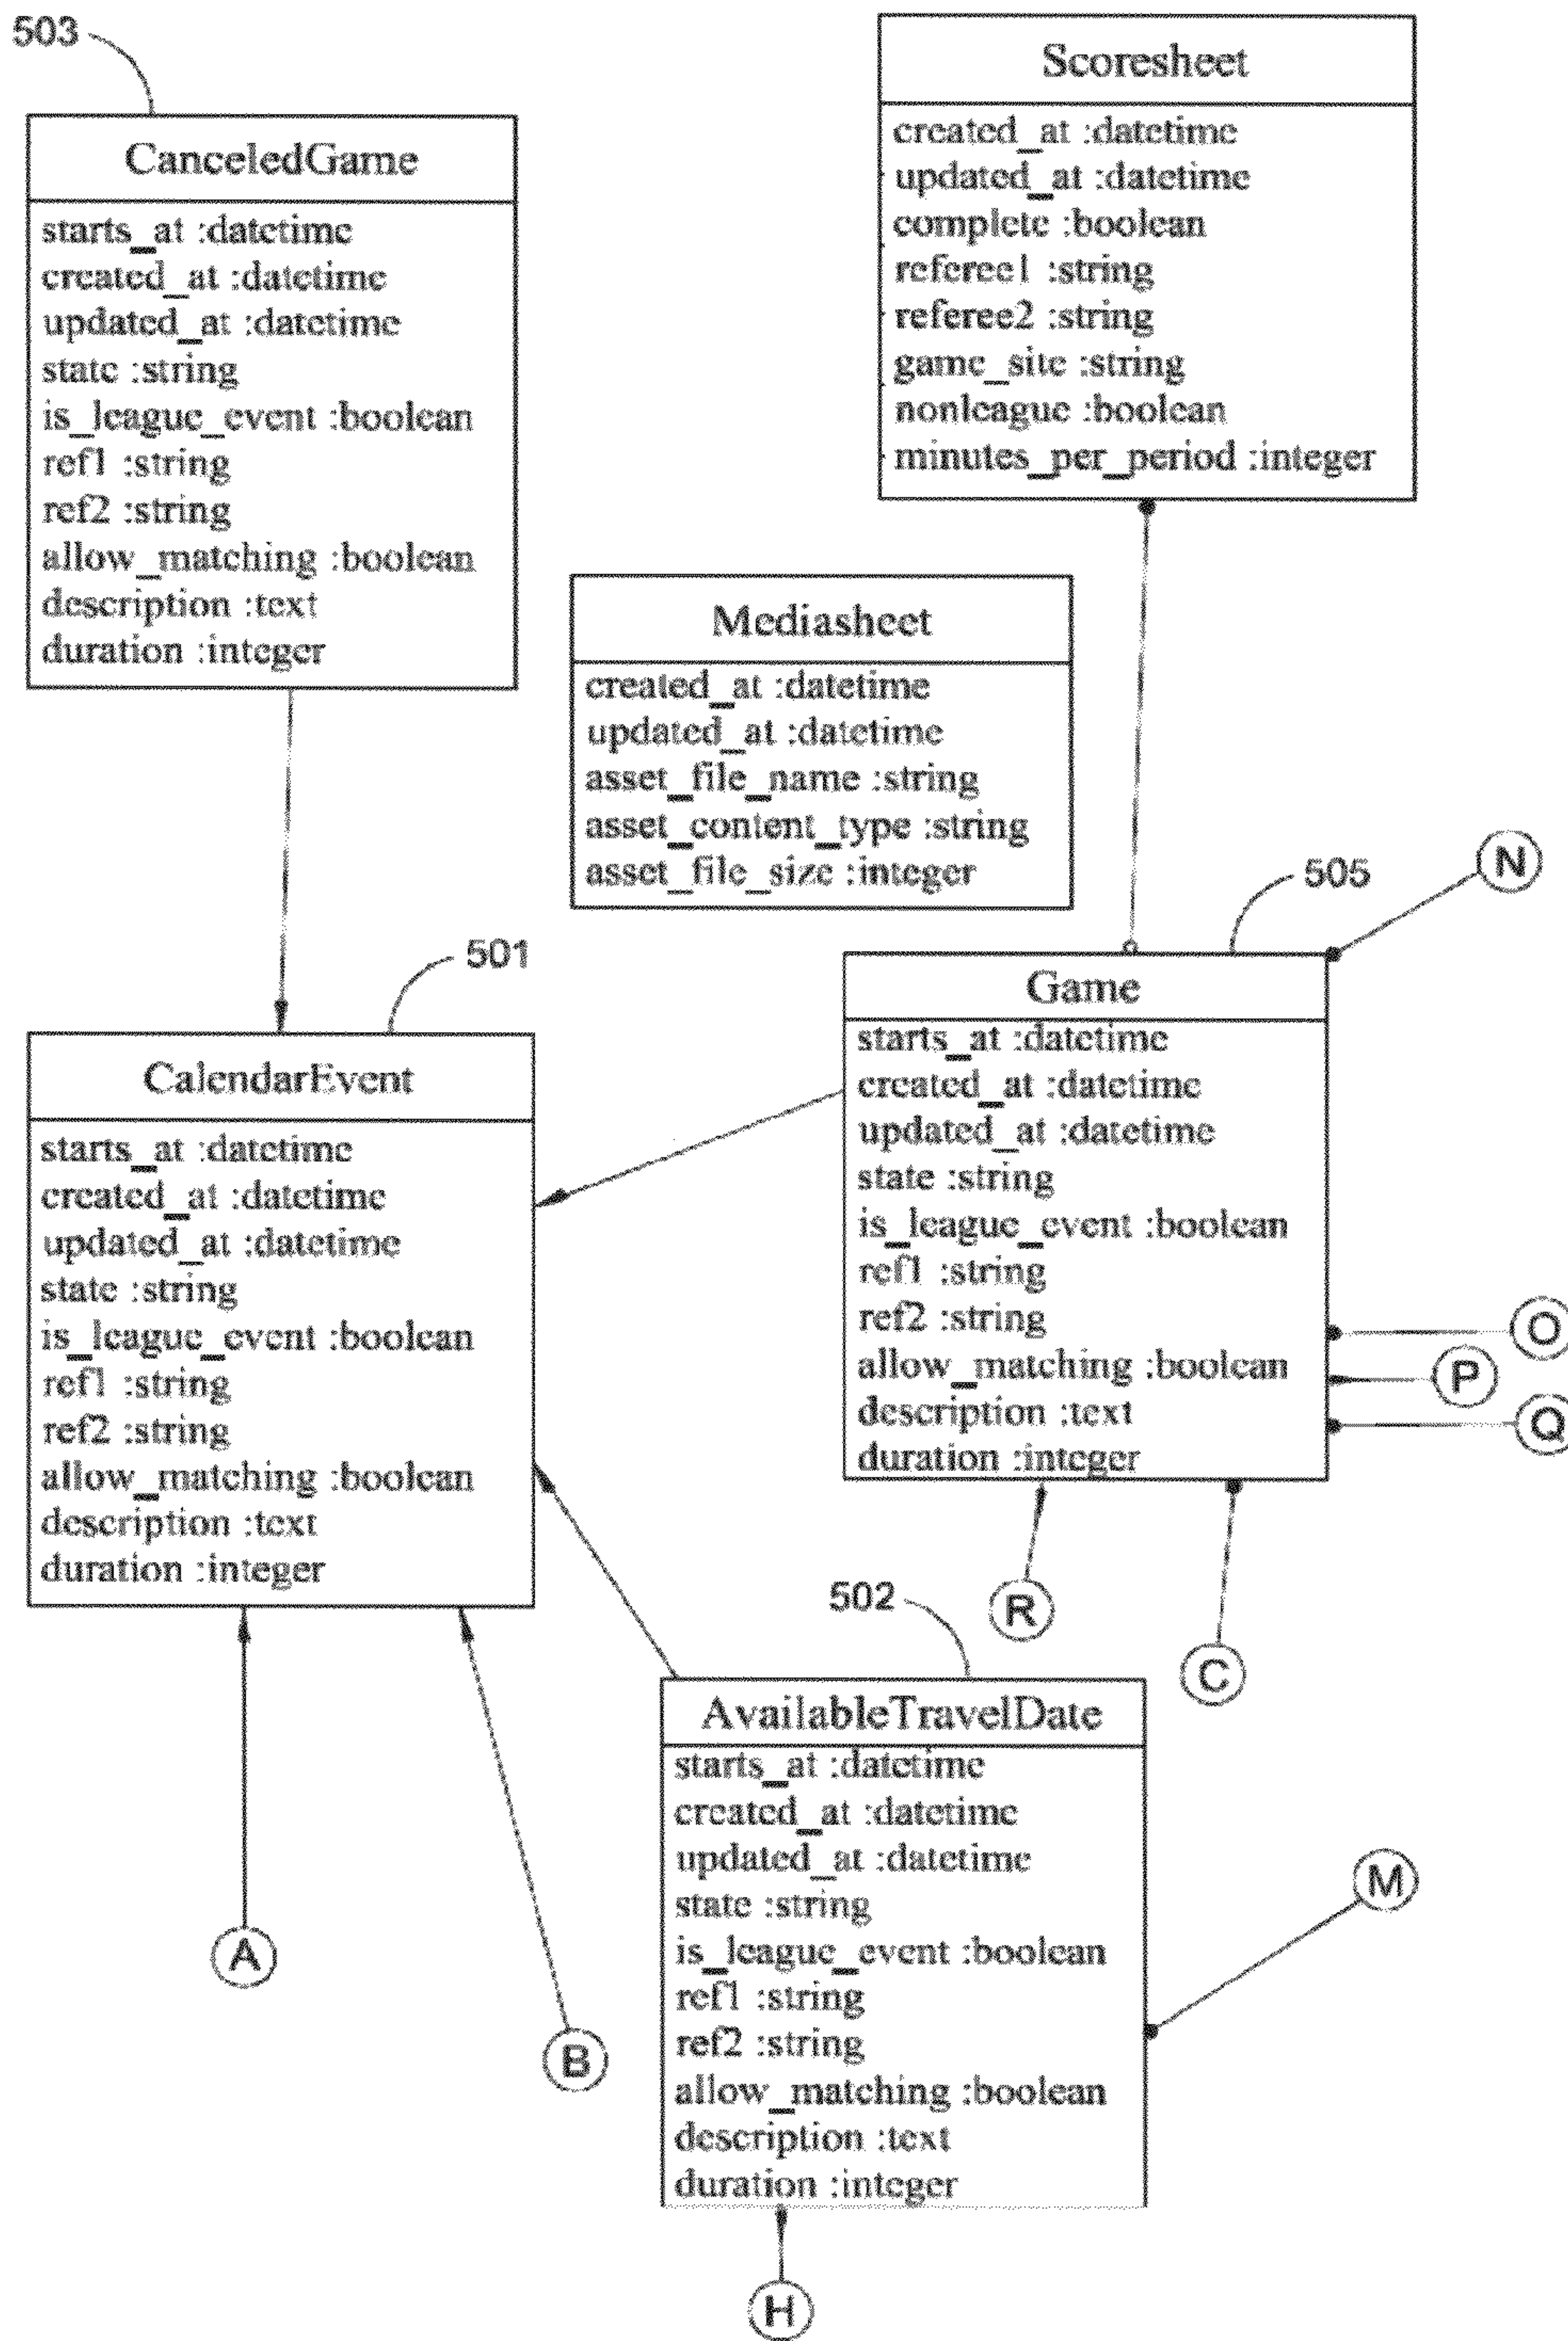 503
CanceledGame
starts_at :datetime
created_at :datetime
updated_at :datetime
state :string
is_league_event :boolean
ref1 :string
ref2 :string
allow_matching :boolean
description :text
duration :integer
Scoresheet
created_at :datetime
updated_at :datetime
complete :boolean
referee1 :string
referee2 :string
game_site :string
nonleague :boolean
minutes_per_period :integer
Mediasheet
created_at :datetime
updated_at :datetime
asset_file_name :string
asset_content_type :string
asset_file_size :integer
501
CalendarEvent
starts_at :datetime
created_at :datetime
updated_at :datetime
state :string
is_league_event :boolean
ref1 :string
ref2 :string
allow_matching :boolean
description :text
duration :integer
505
N
Game
starts_at :datetime
created_at :datetime
updated_at :datetime
state :string
is_league_event :boolean
ref1 :string
ref2 :string
allow_matching :boolean
description :text
duration :integer
O
P
Q
R
C
502
AvailableTravelDate
starts_at :datetime
created_at :datetime
updated_at :datetime
state :string
is_league_event :boolean
ref1 :string
ref2 :string
allow_matching :boolean
description :text
duration :integer
M
A
B
H